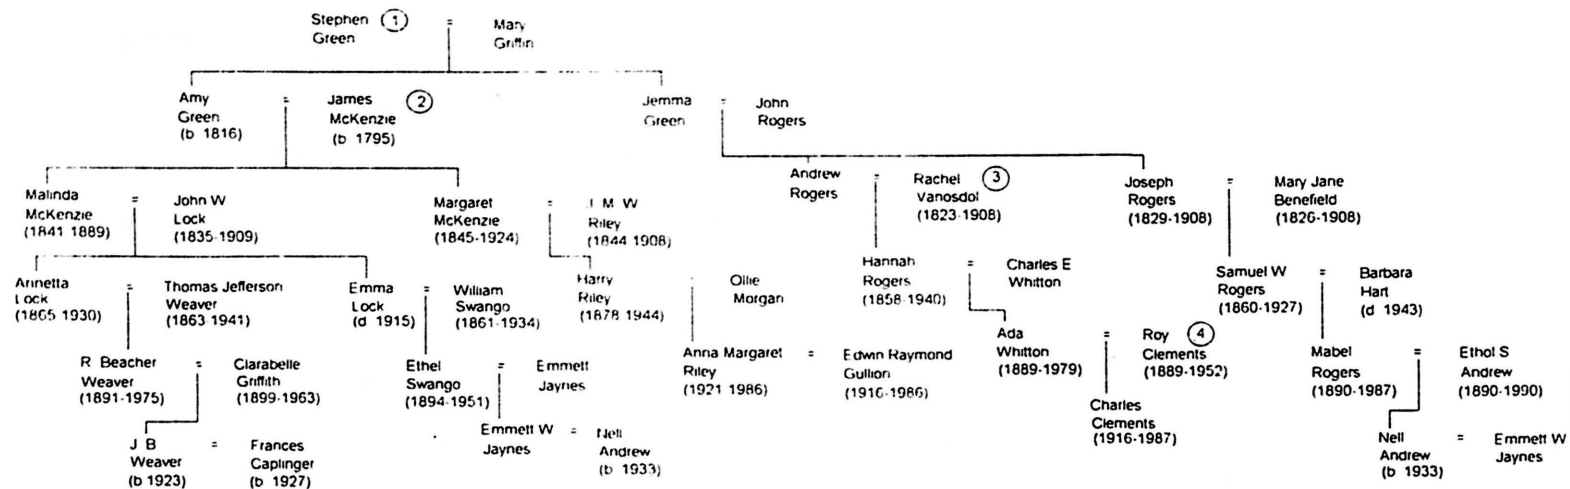 Stephen
Green
1
=
Mary
Griffin
Amy
Green
(b 1816)
=
James
McKenzie
(b 1795)
2
Jemma
Green
=
John
Rogers
Malinda
McKenzie
(1841 1889)
=
John W
Lock
(1835-1909)
Margaret
McKenzie
(1845-1924)
=
J. M. W
Riley
(1844 1908)
Andrew
Rogers
=
Rachel
Vanosdol
(1823-1908)
3
Joseph
Rogers
(1829-1908)
=
Mary Jane
Benefield
(1826-1908)
Annetta
Lock
(1865 1930)
=
Thomas Jefferson
Weaver
(1863-1941)
Emma
Lock
(d 1915)
=
William
Swango
(1861-1934)
Harry
Riley
(1878 1944)
=
Ollie
Morgan
Hannah
Rogers
(1858-1940)
=
Charles E
Whitton
Samuel W
Rogers
(1860-1927)
=
Barbara
Hart
(d 1943)
R Beacher
Weaver
(1891-1975)
=
Clarabelle
Griffith
(1899-1963)
Ethel
Swango
(1894-1951)
=
Emmett
Jaynes
Anna Margaret
Riley
(1921 1986)
=
Edwin Raymond
Gullion
(1916-1986)
Ada
Whitton
(1889-1979)
=
Roy
Clements
(1889-1952)
4
Mabel
Rogers
(1890-1987)
=
Ethol S
Andrew
(1890-1990)
J B
Weaver
(b 1923)
=
Frances
Caplinger
(b 1927)
Emmett W
Jaynes
=
Nell
Andrew
(b 1933)
Charles
Clements
(1916-1987)
Nell
Andrew
(b 1933)
=
Emmett W
Jaynes